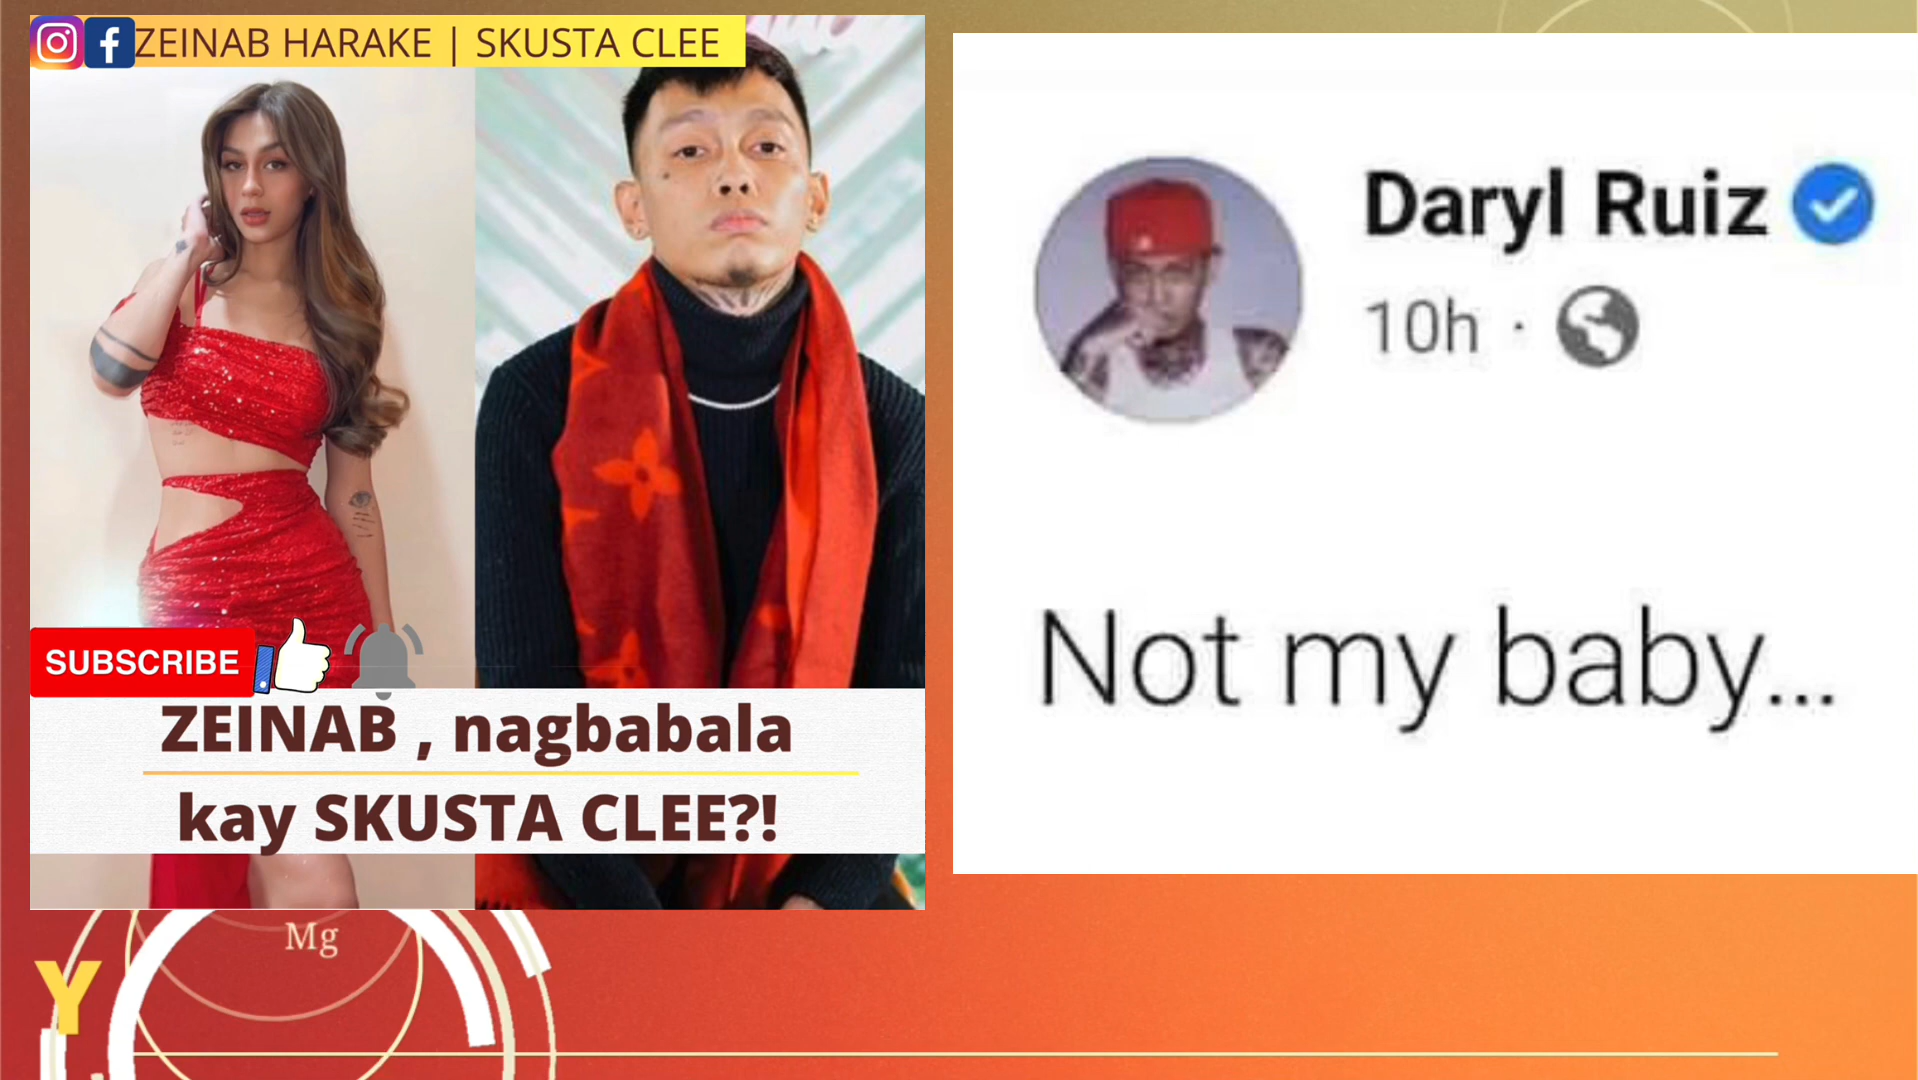 ZEINAB HARAKE | SKUSTA CLEE
SUBSCRIBE
ZEINAB , nagbabala
kay SKUSTA CLEE?!
Daryl Ruiz
10h ·
Not my baby...
Mg
Y